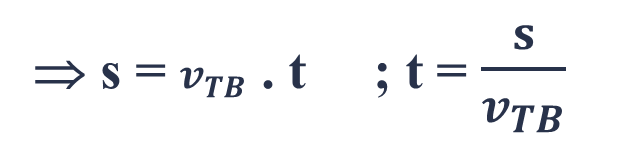 ⇒ s = v_TB . t ; t = s / v_TB